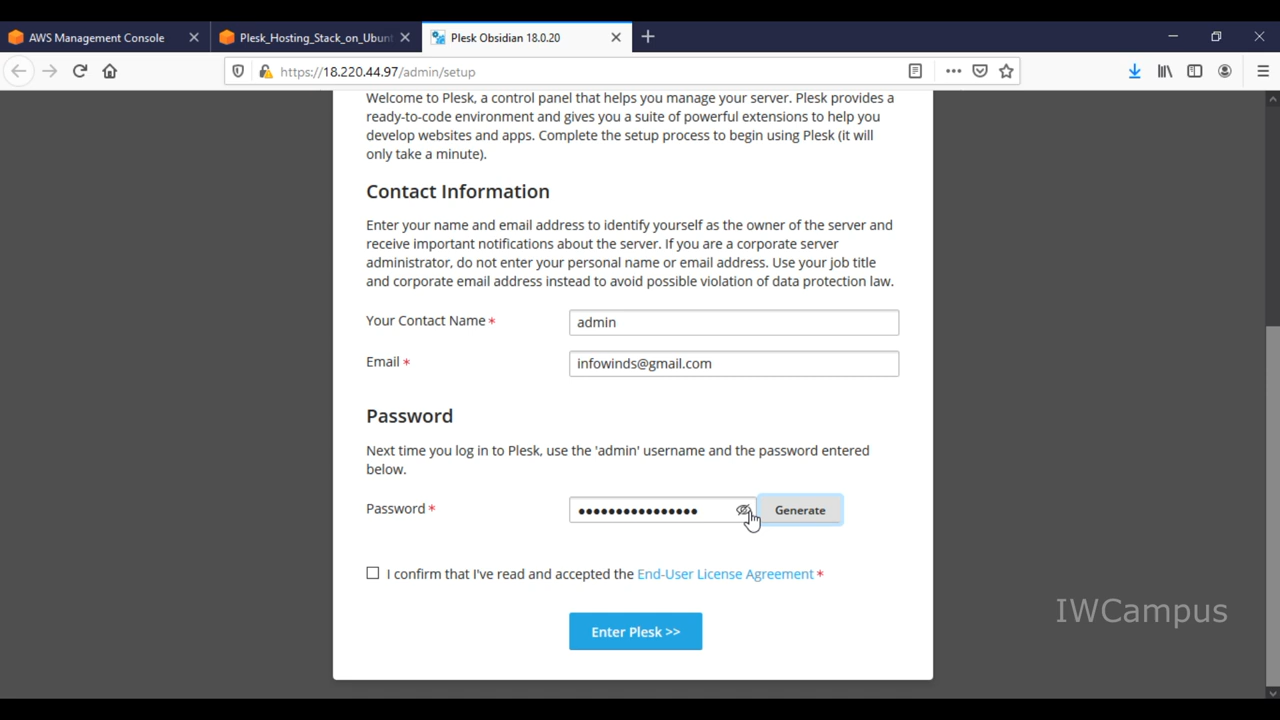 AWS Management Console
Plesk_Hosting_Stack_on_Ubun
Plesk Obsidian 18.0.20
https://18.220.44.97/admin/setup
Welcome to Plesk, a control panel that helps you manage your server. Plesk provides a
ready-to-code environment and gives you a suite of powerful extensions to help you
develop websites and apps. Complete the setup process to begin using Plesk (it will
only take a minute).
Contact Information
Enter your name and email address to identify yourself as the owner of the server and
receive important notifications about the server. If you are a corporate server
administrator, do not enter your personal name or email address. Use your job title
and corporate email address instead to avoid possible violation of data protection law.
Your Contact Name *
admin
Email *
infowinds@gmail.com
Password
Next time you log in to Plesk, use the 'admin' username and the password entered
below.
Password *
••••••••••••••••
Generate
I confirm that I've read and accepted the End-User License Agreement *
IWCampus
Enter Plesk >>